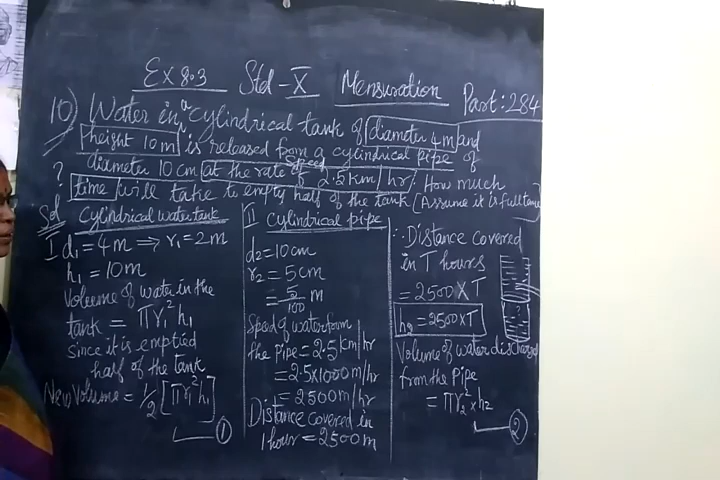 Ex 8.3 Std - X Mensuration Part: 284
10) Water in a cylindrical tank of diameter 4 m and
height 10 m is released from a cylindrical pipe of
diameter 10 cm at the rate of speed 2.5 km/hr. How much
? time will take to empty half of the tank [Assume it is full tank]
Sol
Cylindrical water tank
I d₁ = 4m ⇒ r₁ = 2m
h₁ = 10m
Volume of water in the
tank = πr₁²h₁
Since it is emptied
half of the tank
New Volume = 1/2 [πr₁²h₁]
①
II Cylindrical pipe
d₂ = 10cm
r₂ = 5cm
= 5/100 m
Speed of water form
the pipe = 2.5 km/hr
= 2.5x1000 m/hr
= 2500 m/hr
Distance covered in
1 hour = 2500 m
∴ Distance covered
in T hours
= 2500 X T
h₂ = 2500 X T
Volume of water discharged
from the pipe
= πr₂² x h₂
②